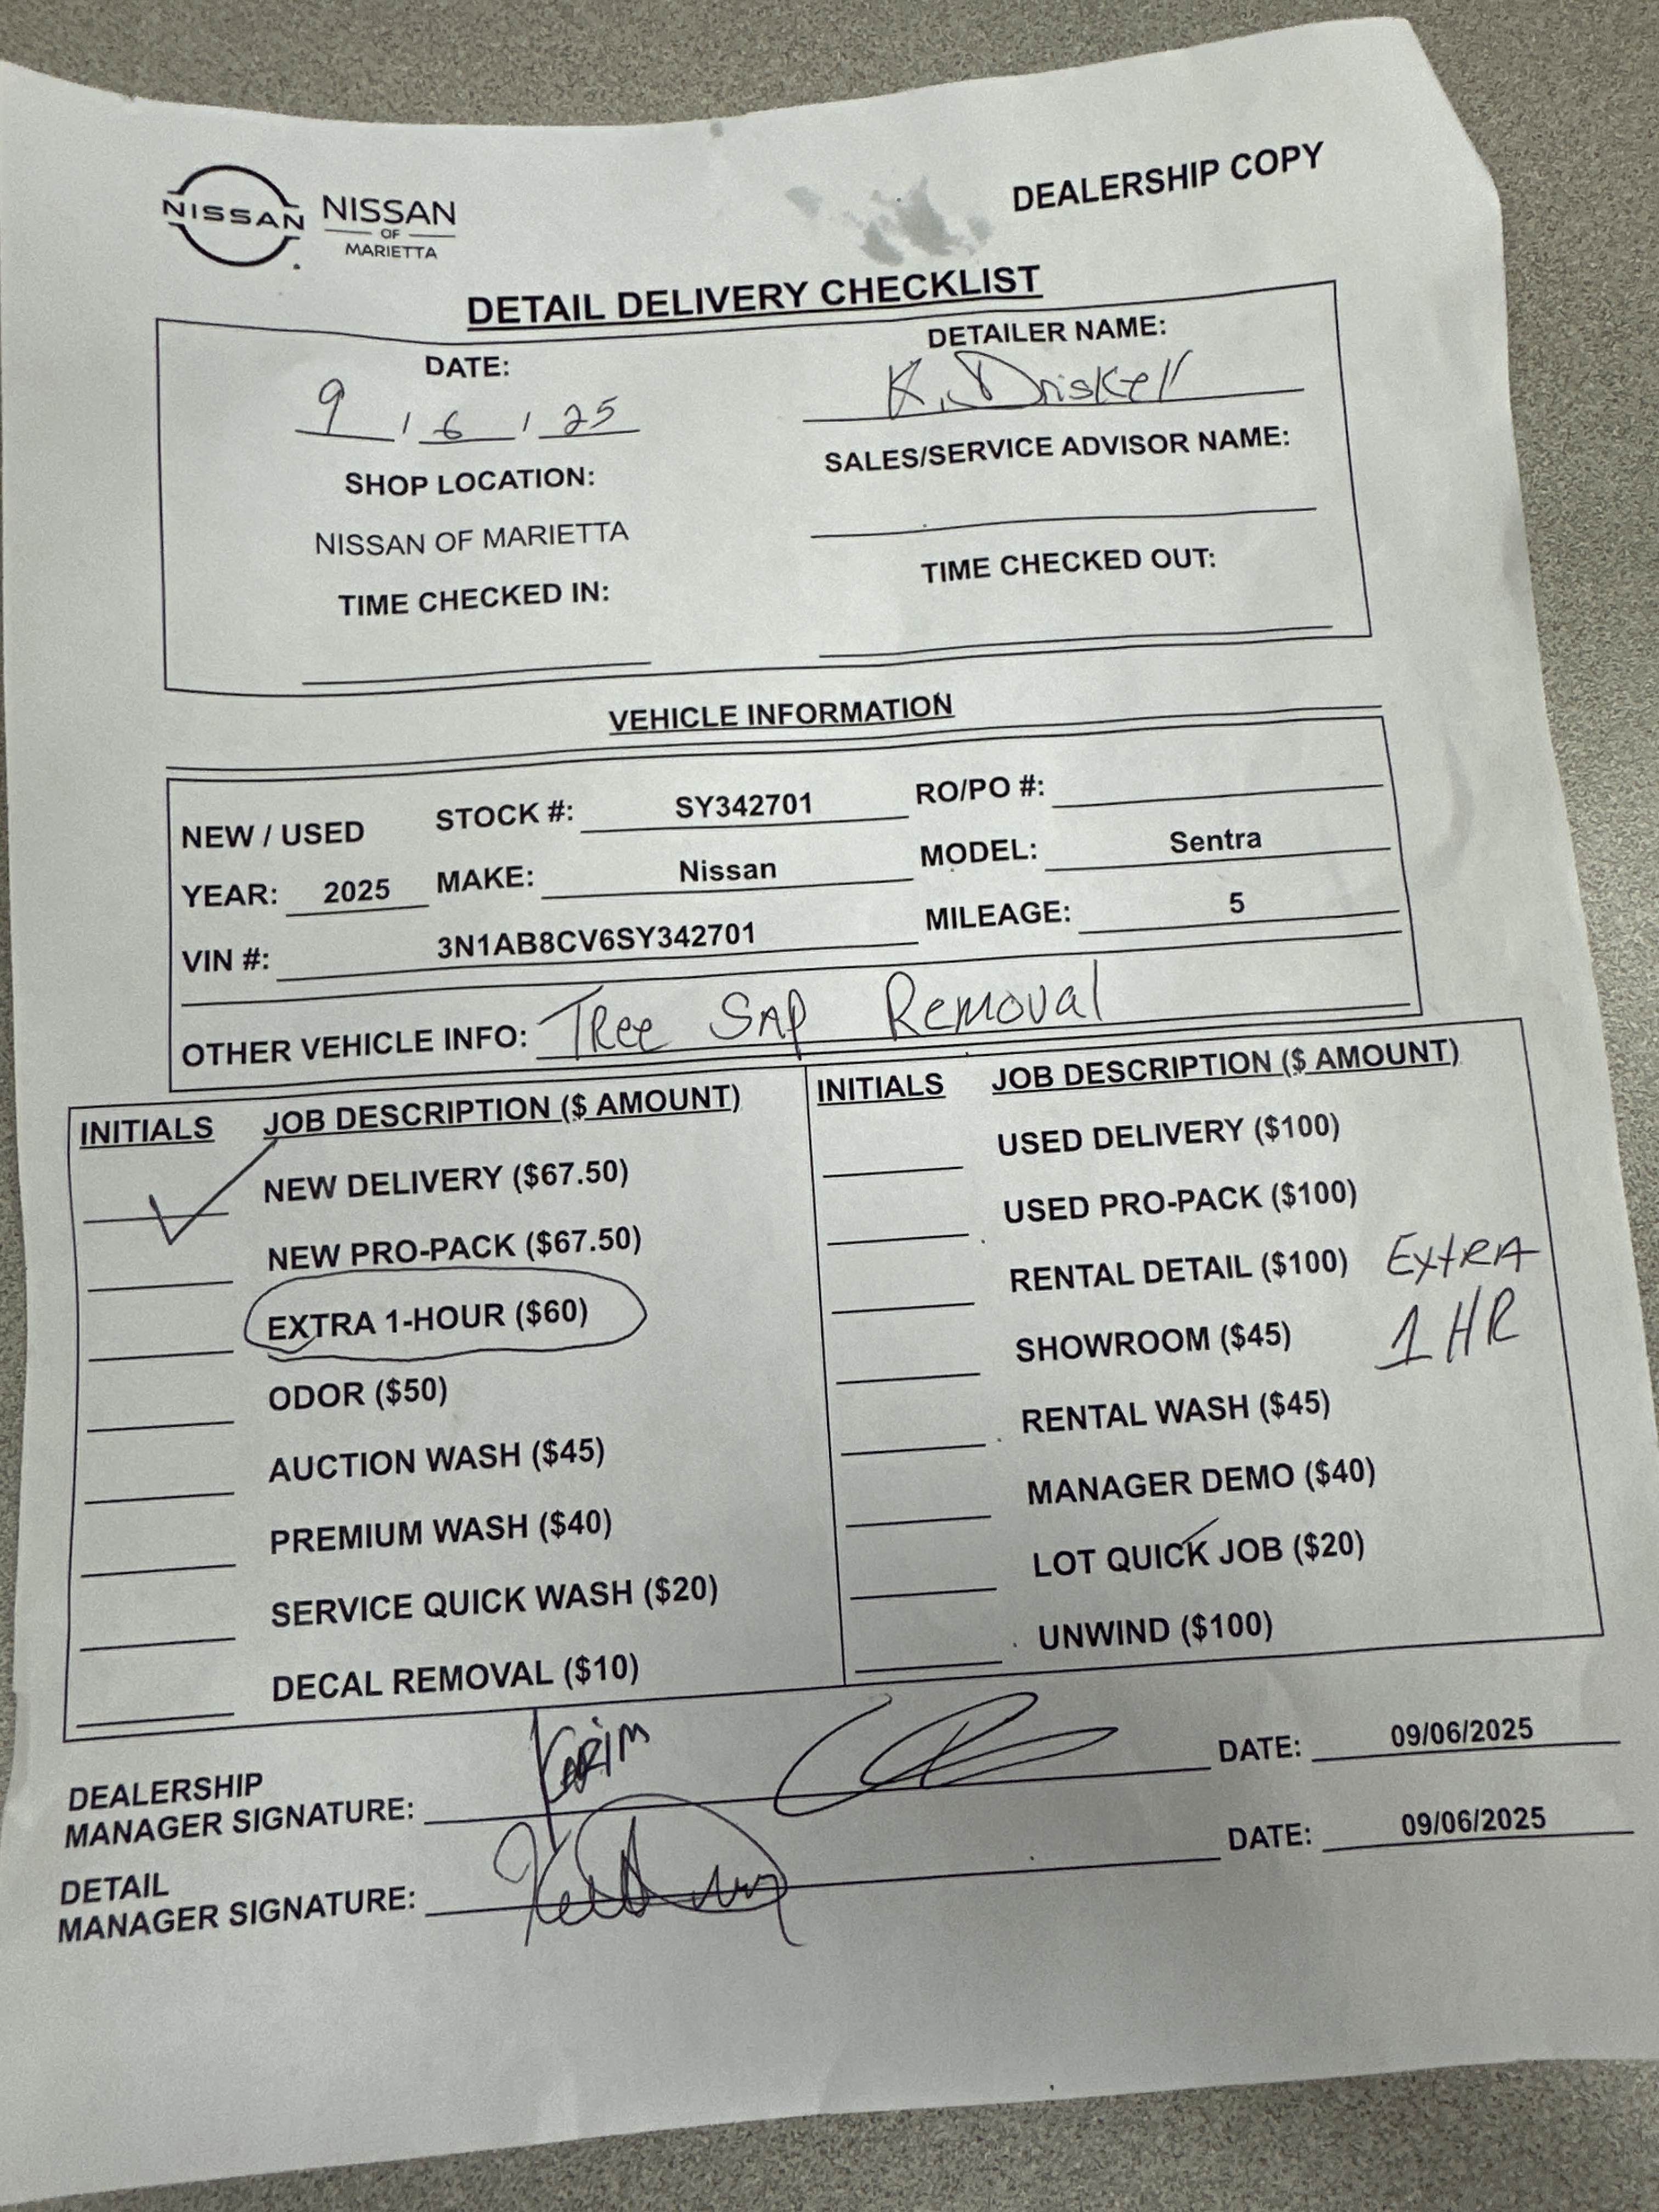 DEALERSHIP COPY
NISSAN NISSAN
OF
MARIETTA
DETAIL DELIVERY CHECKLIST
DATE: DETAILER NAME:
9 / 6 / 25 K. Driskell
SHOP LOCATION: SALES/SERVICE ADVISOR NAME:
NISSAN OF MARIETTA
TIME CHECKED IN: TIME CHECKED OUT:
VEHICLE INFORMATION
NEW / USED STOCK #: SY342701 RO/PO #:
YEAR: 2025 MAKE: Nissan MODEL: Sentra
VIN #: 3N1AB8CV6SY342701 MILEAGE: 5
OTHER VEHICLE INFO: Tree SAP Removal
INITIALS JOB DESCRIPTION ($ AMOUNT)
NEW DELIVERY ($67.50)
NEW PRO-PACK ($67.50)
EXTRA 1-HOUR ($60)
ODOR ($50)
AUCTION WASH ($45)
PREMIUM WASH ($40)
SERVICE QUICK WASH ($20)
DECAL REMOVAL ($10)
INITIALS JOB DESCRIPTION ($ AMOUNT)
USED DELIVERY ($100)
USED PRO-PACK ($100)
RENTAL DETAIL ($100) ExtRA
SHOWROOM ($45) 1 HR
RENTAL WASH ($45)
MANAGER DEMO ($40)
LOT QUICK JOB ($20)
UNWIND ($100)
DEALERSHIP
MANAGER SIGNATURE: Karim DATE: 09/06/2025
DETAIL
MANAGER SIGNATURE: DATE: 09/06/2025